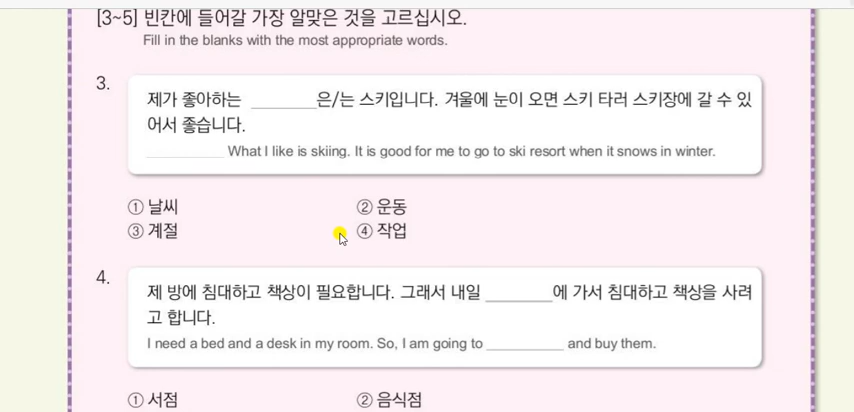 [3~5] 빈칸에 들어갈 가장 알맞은 것을 고르십시오.
Fill in the blanks with the most appropriate words.
3.
제가 좋아하는 ________은/는 스키입니다. 겨울에 눈이 오면 스키 타러 스키장에 갈 수 있
어서 좋습니다.
__________ What I like is skiing. It is good for me to go to ski resort when it snows in winter.
① 날씨 ② 운동
③ 계절 ④ 작업
4.
제 방에 침대하고 책상이 필요합니다. 그래서 내일 ________에 가서 침대하고 책상을 사려
고 합니다.
I need a bed and a desk in my room. So, I am going to __________ and buy them.
① 서점 ② 음식점